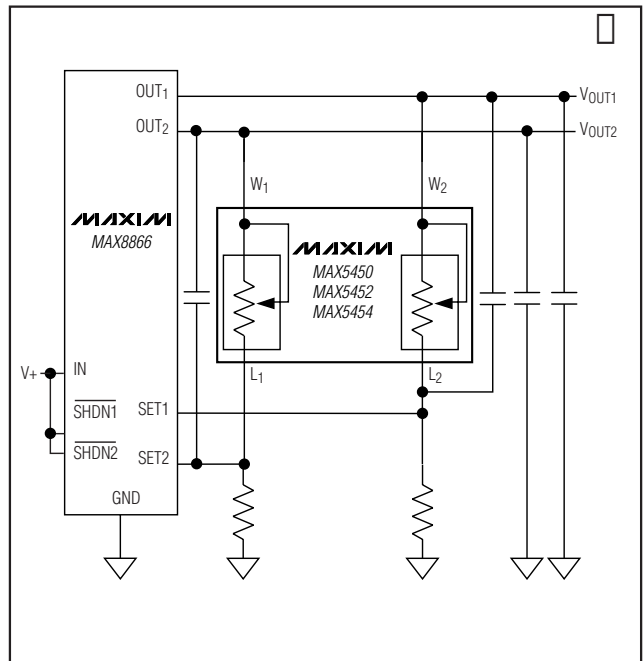 OUT1
VOUT1
OUT2
VOUT2
W1
W2
MAXIM
MAX8866
MAXIM
MAX5450
MAX5452
MAX5454
V+
IN
L1
L2
SHDN1
SET1
SHDN2
SET2
GND